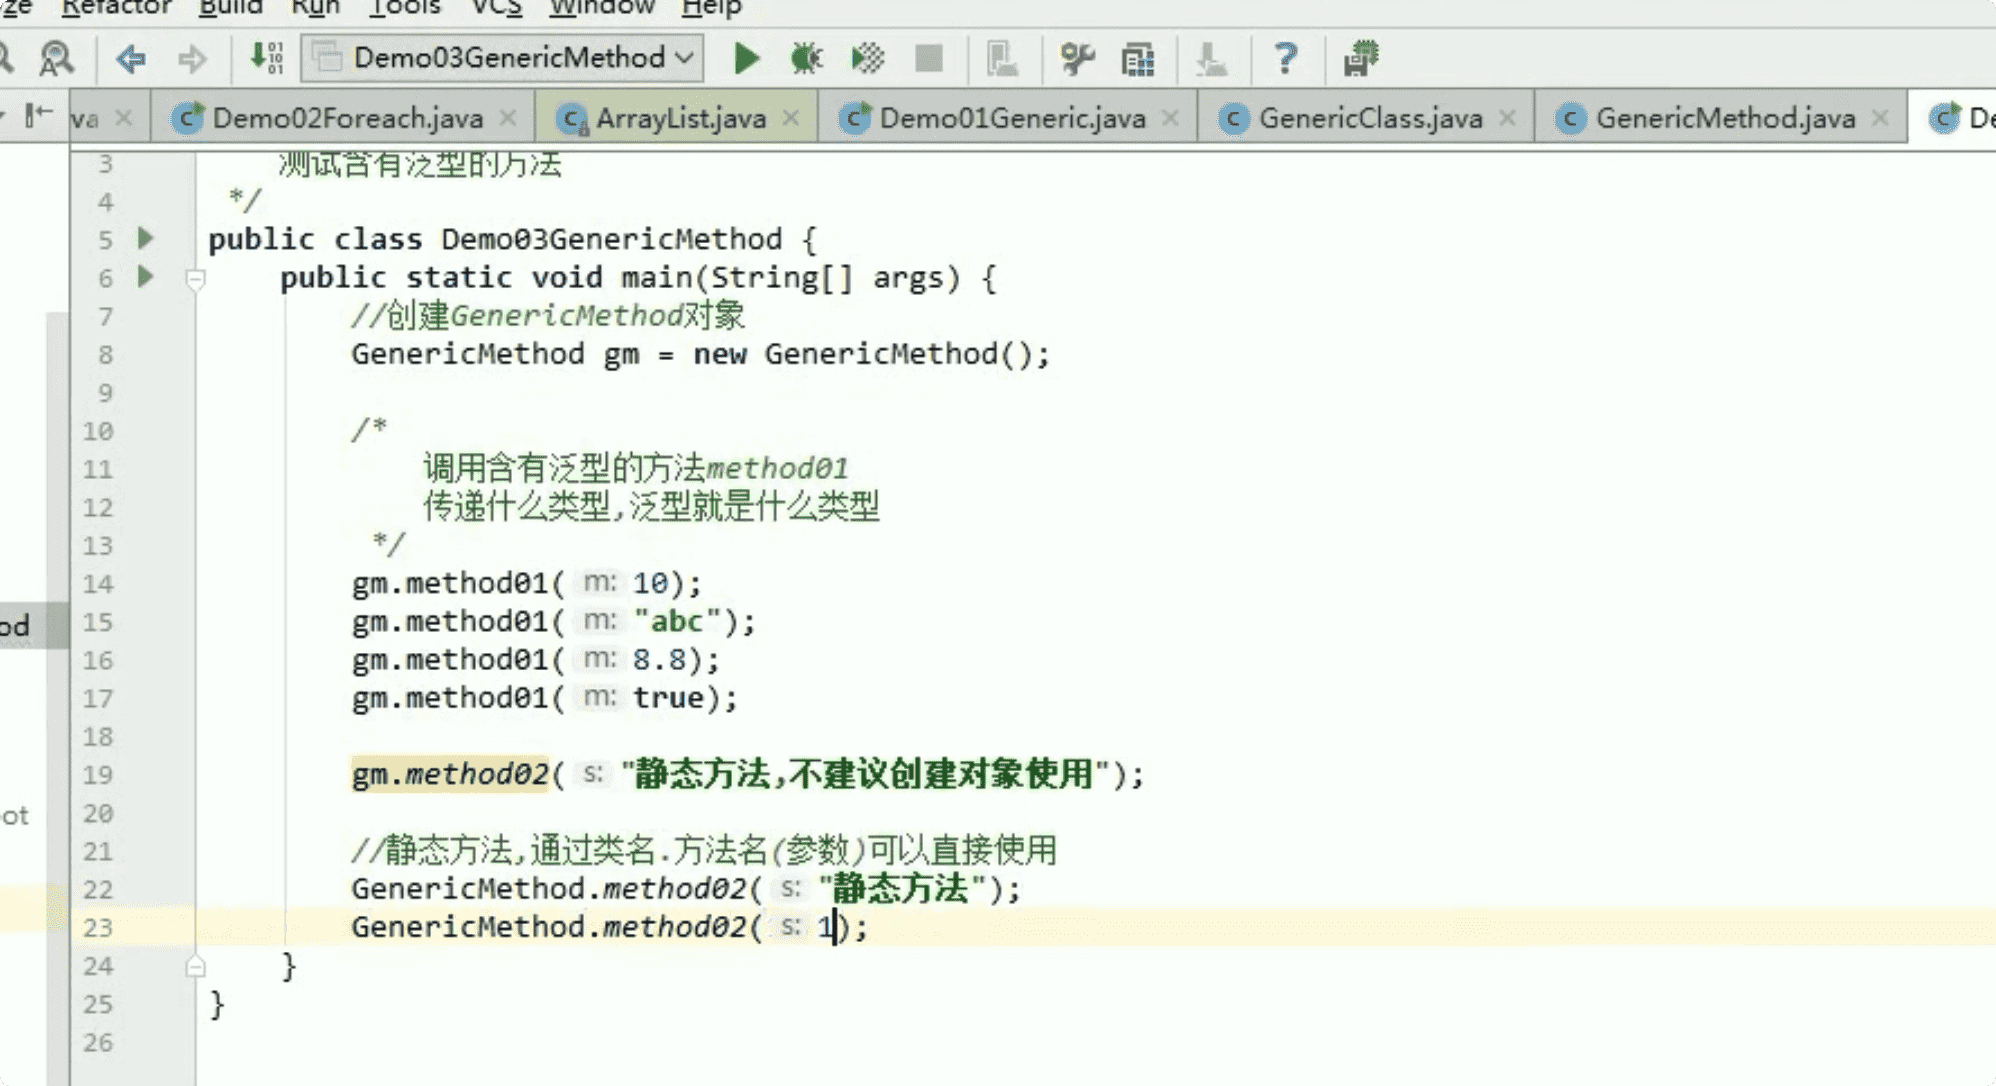 ze Refactor Build Run Tools VCS Window Help
Demo03GenericMethod
va Demo02Foreach.java ArrayList.java Demo01Generic.java GenericClass.java GenericMethod.java De
3 测试含有泛型的方法
4 */
5 public class Demo03GenericMethod {
6 public static void main(String[] args) {
7 //创建GenericMethod对象
8 GenericMethod gm = new GenericMethod();
9
10 /*
11 调用含有泛型的方法method01
12 传递什么类型,泛型就是什么类型
13 */
14 gm.method01( m: 10);
od 15 gm.method01( m: "abc");
16 gm.method01( m: 8.8);
17 gm.method01( m: true);
18
19 gm.method02( s: "静态方法,不建议创建对象使用");
ot 20
21 //静态方法,通过类名.方法名(参数)可以直接使用
22 GenericMethod.method02( s: "静态方法");
23 GenericMethod.method02( s: 1);
24 }
25 }
26